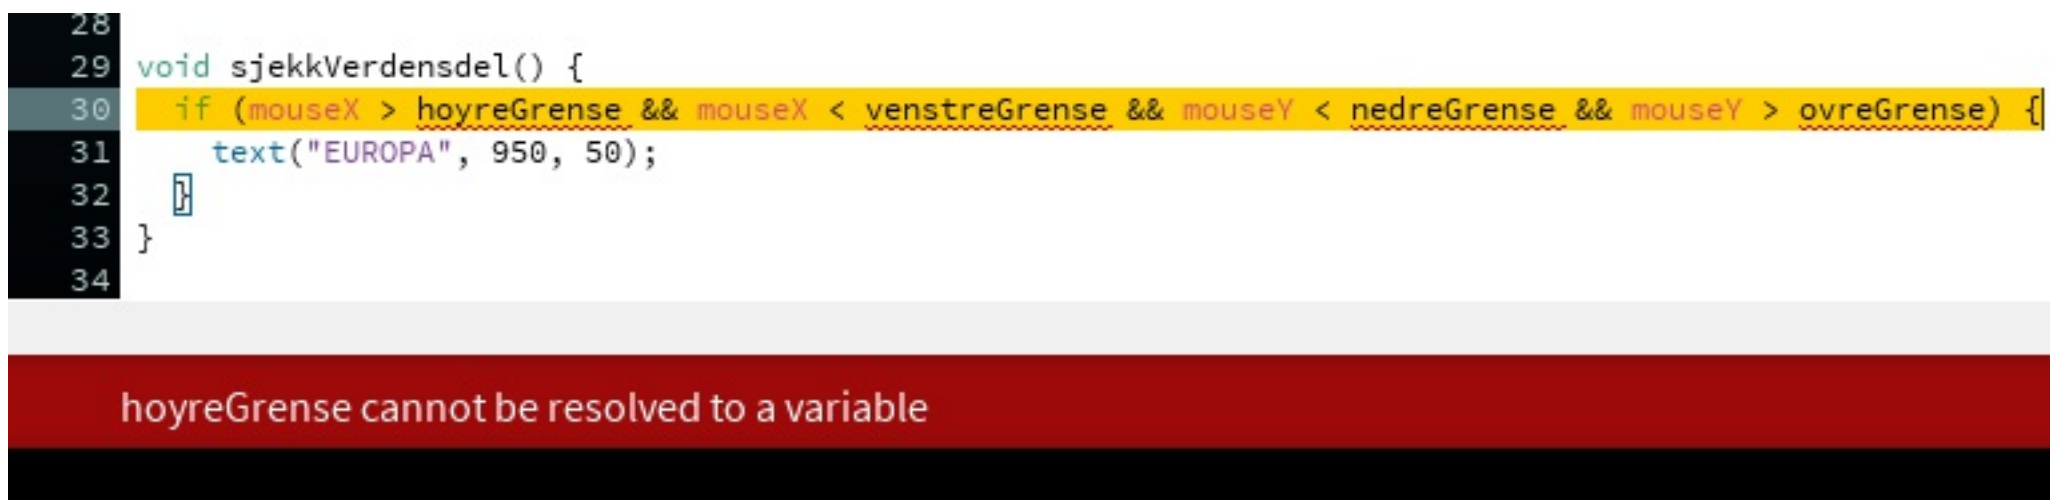 28
29 void sjekkVerdensdel() {
30 if (mouseX > hoyreGrense && mouseX < venstreGrense && mouseY < nedreGrense && mouseY > ovreGrense) {
31 text("EUROPA", 950, 50);
32 }
33 }
34
hoyreGrense cannot be resolved to a variable